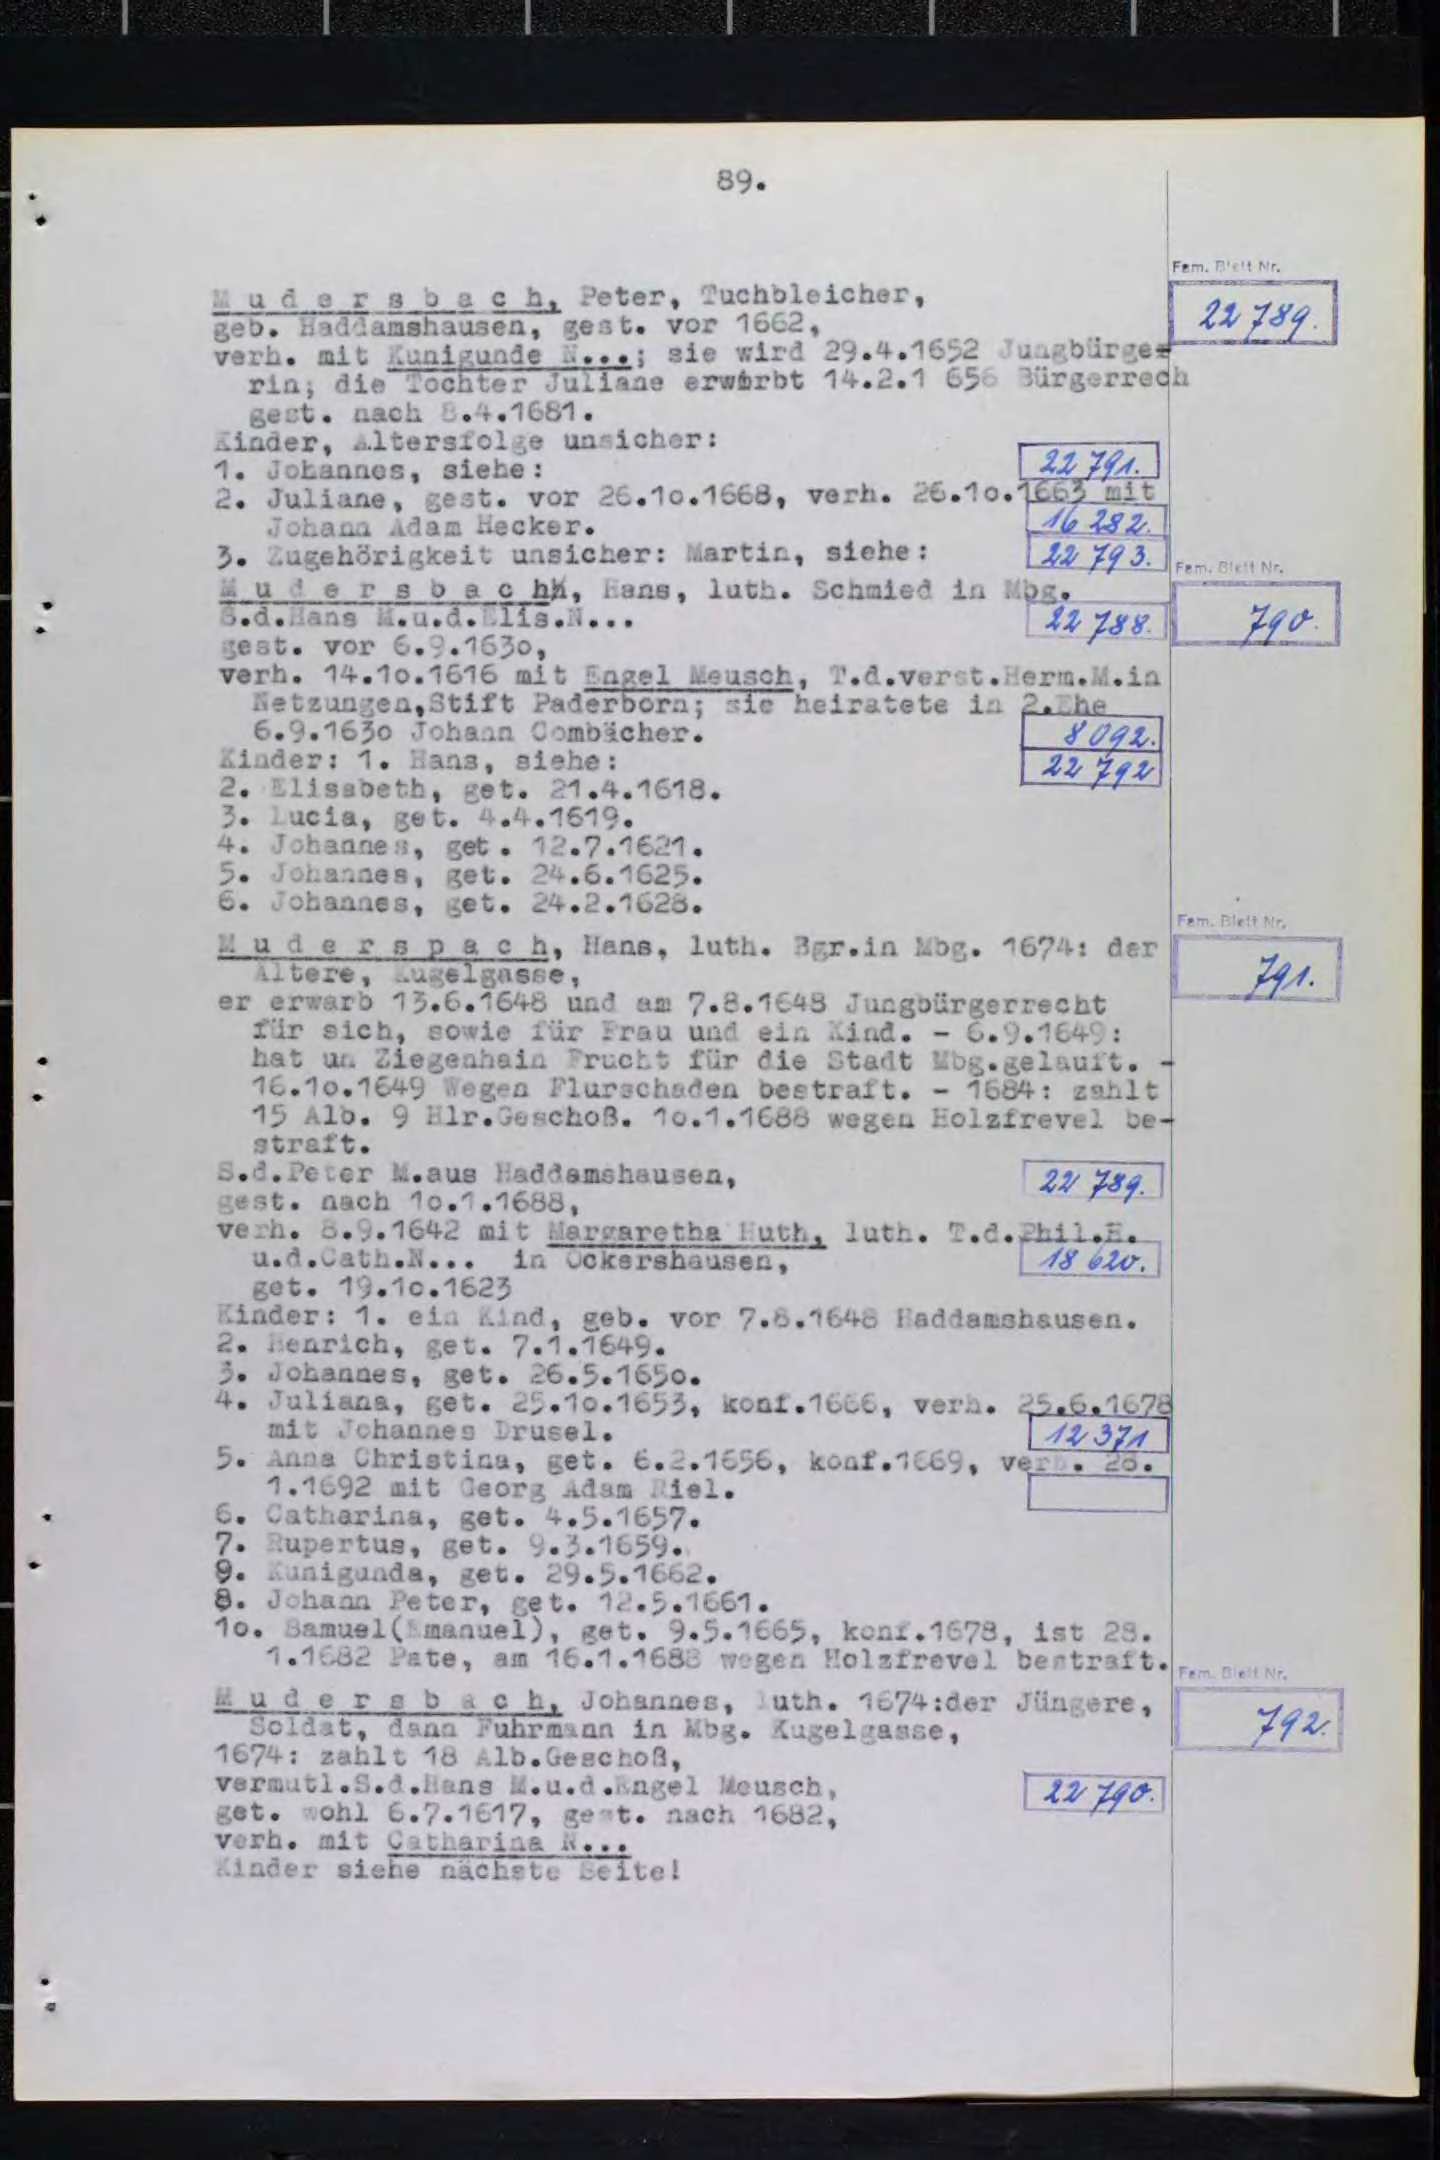 89.
Fam. Blatt Nr.
22 789.
M u d e r s b a c h, Peter, Tuchbleicher,
geb. Haddamshausen, gest. vor 1662,
verh. mit Kunigunde N...; sie wird 29.4.1652 Jungbürge-
rin; die Tochter Juliane erwirbt 14.2.1 656 Bürgerrech
gest. nach 8.4.1681.
Kinder, Altersfolge unsicher:
1. Johannes, siehe: 22 791.
2. Juliane, gest. vor 26.10.1668, verh. 26.10.1663 mit
Johann Adam Hecker. 16 282.
3. Zugehörigkeit unsicher: Martin, siehe: 22 793.
Fam. Blatt Nr.
790.
M u d e r s b a c h, Hans, luth. Schmied in Mbg.
S.d.Hans M.u.d.Elis.N... 22 788.
gest. vor 6.9.1630,
verh. 14.10.1616 mit Engel Meusch, T.d.verst.Herm.M.in
Netzungen,Stift Paderborn; sie heiratete in 2.Ehe
6.9.1630 Johann Combächer. 8 092.
Kinder: 1. Hans, siehe: 22 792
2. Elisabeth, get. 21.4.1618.
3. Lucia, get. 4.4.1619.
4. Johannes, get. 12.7.1621.
5. Johannes, get. 24.6.1625.
6. Johannes, get. 24.2.1628.
Fam. Blatt Nr.
791.
M u d e r s p a c h, Hans, luth. Bgr.in Mbg. 1674: der
Ältere, Kugelgasse,
er erwarb 13.6.1648 und am 7.8.1648 Jungbürgerrecht
für sich, sowie für Frau und ein Kind. - 6.9.1649:
hat un Ziegenhain Frucht für die Stadt Mbg.gelauft. -
16.10.1649 Wegen Flurschaden bestraft. - 1684: zahlt
15 Alb. 9 Hlr.Geschoß. 10.1.1688 wegen Holzfrevel be-
straft.
S.d.Peter M.aus Haddamshausen, 22 789.
gest. nach 10.1.1688,
verh. 8.9.1642 mit Margaretha Huth, luth. T.d.Phil.H.
u.d.Cath.N... in Ockershausen, 18 620.
get. 19.10.1623
Kinder: 1. ein Kind, geb. vor 7.8.1648 Haddamshausen.
2. Henrich, get. 7.1.1649.
3. Johannes, get. 26.5.1650.
4. Juliana, get. 25.10.1653, konf.1666, verh. 25.6.1678
mit Johannes Drusel. 12 371
5. Anna Christina, get. 6.2.1656, konf.1669, verh. 28.
1.1692 mit Georg Adam Riel.
6. Catharina, get. 4.5.1657.
7. Rupertus, get. 9.3.1659.
9. Kunigunda, get. 29.5.1662.
8. Johann Peter, get. 12.5.1661.
10. Samuel(Emanuel), get. 9.5.1665, konf.1678, ist 28.
1.1682 Pate, am 16.1.1688 wegen Holzfrevel bestraft.
Fam. Blatt Nr.
792.
M u d e r s b a c h, Johannes, luth. 1674:der Jüngere,
Soldat, dann Fuhrmann in Mbg. Kugelgasse,
1674: zahlt 18 Alb.Geschoß,
vermutl.S.d.Hans M.u.d.Engel Meusch, 22 790.
get. wohl 6.7.1617, gest. nach 1682,
verh. mit Catharina N...
Kinder siehe nächste Seite!